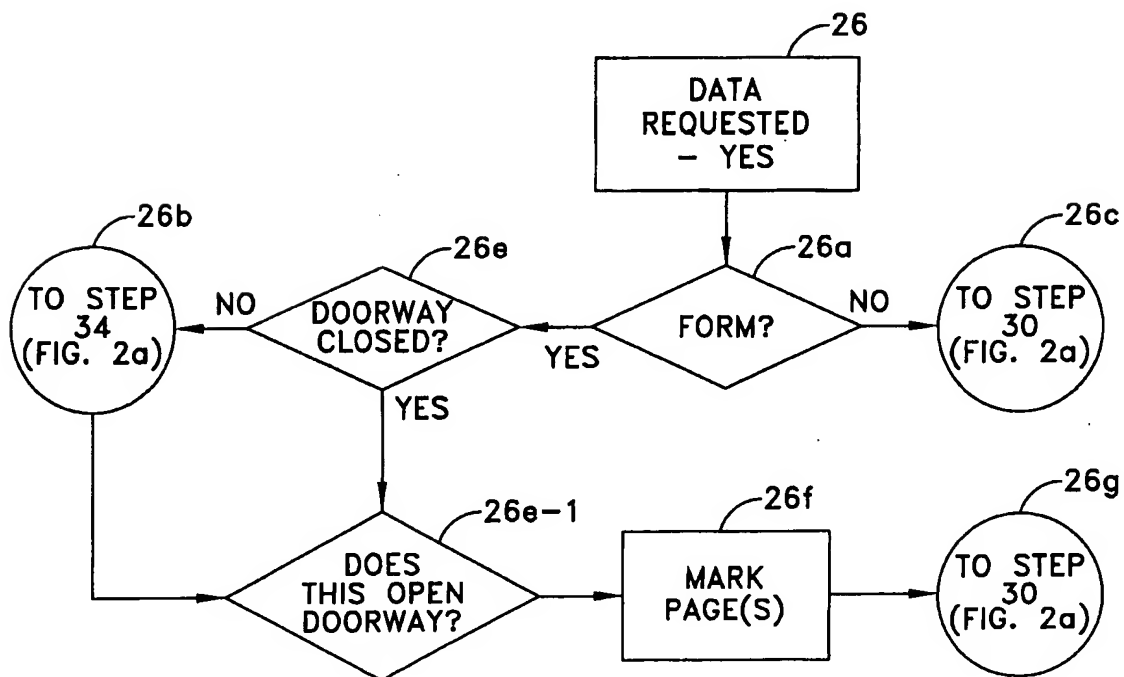 26
DATA
REQUESTED
- YES
26b
26e
26a
26c
TO STEP
34
(FIG. 2a)
NO
DOORWAY
CLOSED?
YES
FORM?
NO
TO STEP
30
(FIG. 2a)
YES
26e-1
26f
26g
DOES
THIS OPEN
DOORWAY?
MARK
PAGE(S)
TO STEP
30
(FIG. 2a)